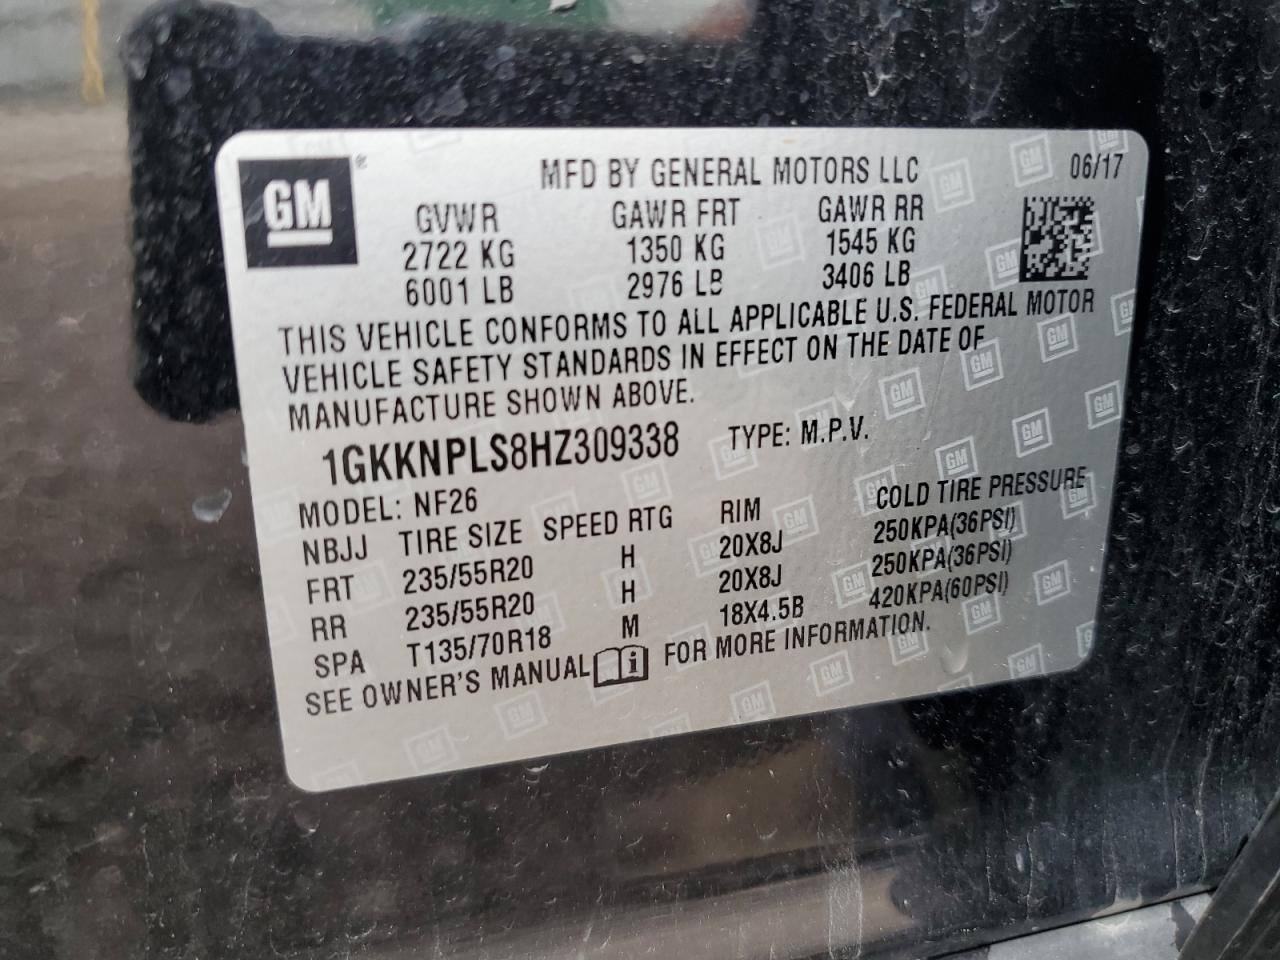 GM®
MFD BY GENERAL MOTORS LLC 06/17
GVWR GAWR FRT GAWR RR
2722 KG 1350 KG 1545 KG
6001 LB 2976 LB 3406 LB
THIS VEHICLE CONFORMS TO ALL APPLICABLE U.S. FEDERAL MOTOR
VEHICLE SAFETY STANDARDS IN EFFECT ON THE DATE OF
MANUFACTURE SHOWN ABOVE.
1GKKNPLS8HZ309338 TYPE: M.P.V.
MODEL: NF26
NBJJ TIRE SIZE SPEED RTG RIM COLD TIRE PRESSURE
FRT 235/55R20 H 20X8J 250KPA(36PSI)
RR 235/55R20 H 20X8J 250KPA(36PSI)
SPA T135/70R18 M 18X4.5B 420KPA(60PSI)
SEE OWNER'S MANUAL FOR MORE INFORMATION.